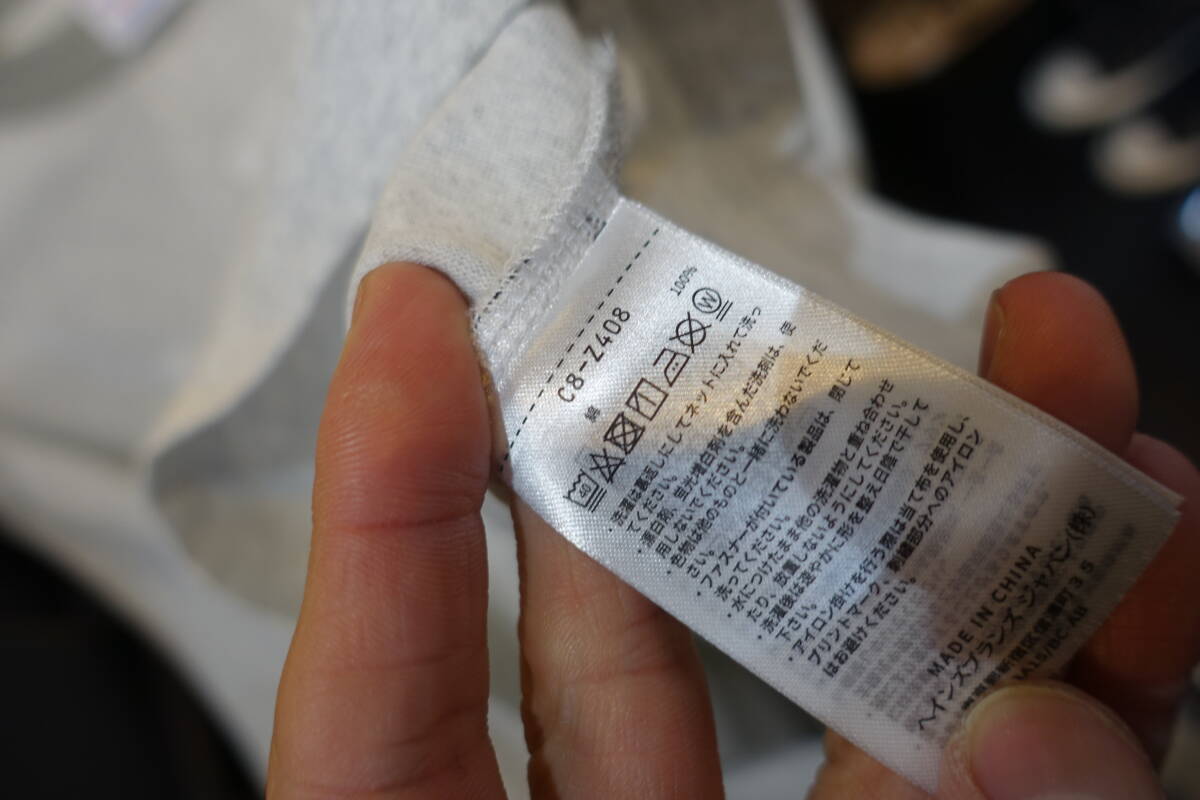 C8-Z408
綿 100%
40 W
・洗濯は裏返しにしてネットに入れて洗っ
てください。
・漂白剤、蛍光増白剤を含んだ洗剤は、使
用しないでください。
・色物は他のものと一緒に洗わないでくだ
さい。
・ファスナーが付いている製品は、閉じて
洗ってください。
・水につけたまま他の洗濯物と重ね合わせ
たり、放置しないようにしてください。
・洗濯後は速やかに形を整え日陰で干して
下さい。
・アイロン掛けを行う際は当て布を使用し、
プリントマーク、刺繍部分へのアイロン
はお避けください。
MADE IN CHINA
ヘインズブランズ ジャパン(株)